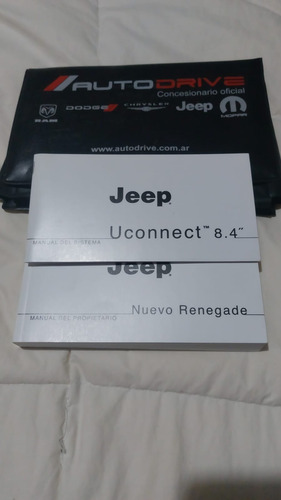 AUTODRIVE
Concesionario oficial
RAM DODGE CHRYSLER Jeep MOPAR
www.autodrive.com.ar
Jeep
Uconnect™ 8.4"
MANUAL DEL SISTEMA
Jeep
Nuevo Renegade
MANUAL DEL PROPIETARIO